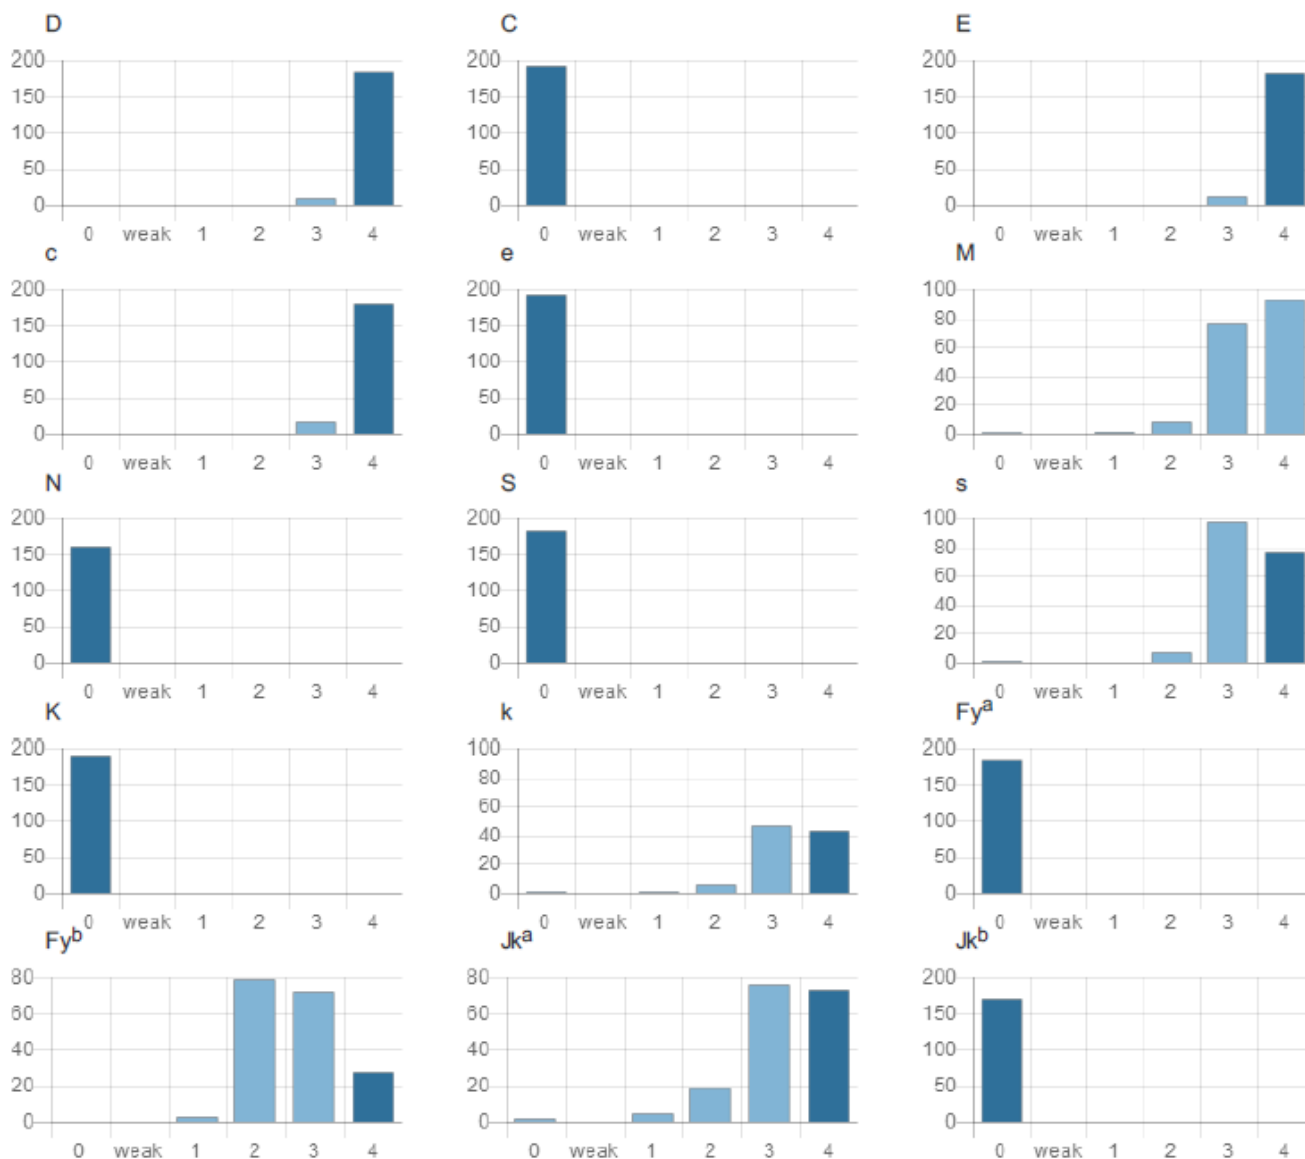 D C E
200 200 200
150 150 150
100 100 100
50 50 50
0 0 0
0 weak 1 2 3 4 0 weak 1 2 3 4 0 weak 1 2 3 4
c e M
200 200 100
150 150 80
100 100 60
50 50 40
0 0 20
0
0 weak 1 2 3 4 0 weak 1 2 3 4 0 weak 1 2 3 4
N S s
200 200 100
150 150 80
100 100 60
50 50 40
0 0 20
0
0 weak 1 2 3 4 0 weak 1 2 3 4 0 weak 1 2 3 4
K k Fyᵃ
200 100 200
150 80 150
100 60 100
50 40 50
0 20 0
0
0 weak 1 2 3 4 0 weak 1 2 3 4 0 weak 1 2 3 4
Fyᵇ Jkᵃ Jkᵇ
80 80 200
60 60 150
40 40 100
20 20 50
0 0 0
0 weak 1 2 3 4 0 weak 1 2 3 4 0 weak 1 2 3 4